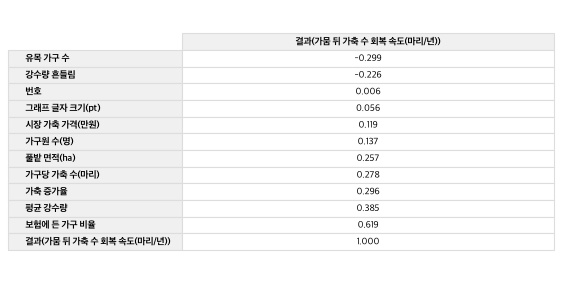 결과(가뭄 뒤 가축 수 회복 속도(마리/년))
유목 가구 수 -0.299
강수량 흔들림 -0.226
번호 0.006
그래프 글자 크기(pt) 0.056
시장 가축 가격(만원) 0.119
가구원 수(명) 0.137
풀밭 면적(ha) 0.257
가구당 가축 수(마리) 0.278
가축 증가율 0.296
평균 강수량 0.385
보험에 든 가구 비율 0.619
결과(가뭄 뒤 가축 수 회복 속도(마리/년)) 1.000